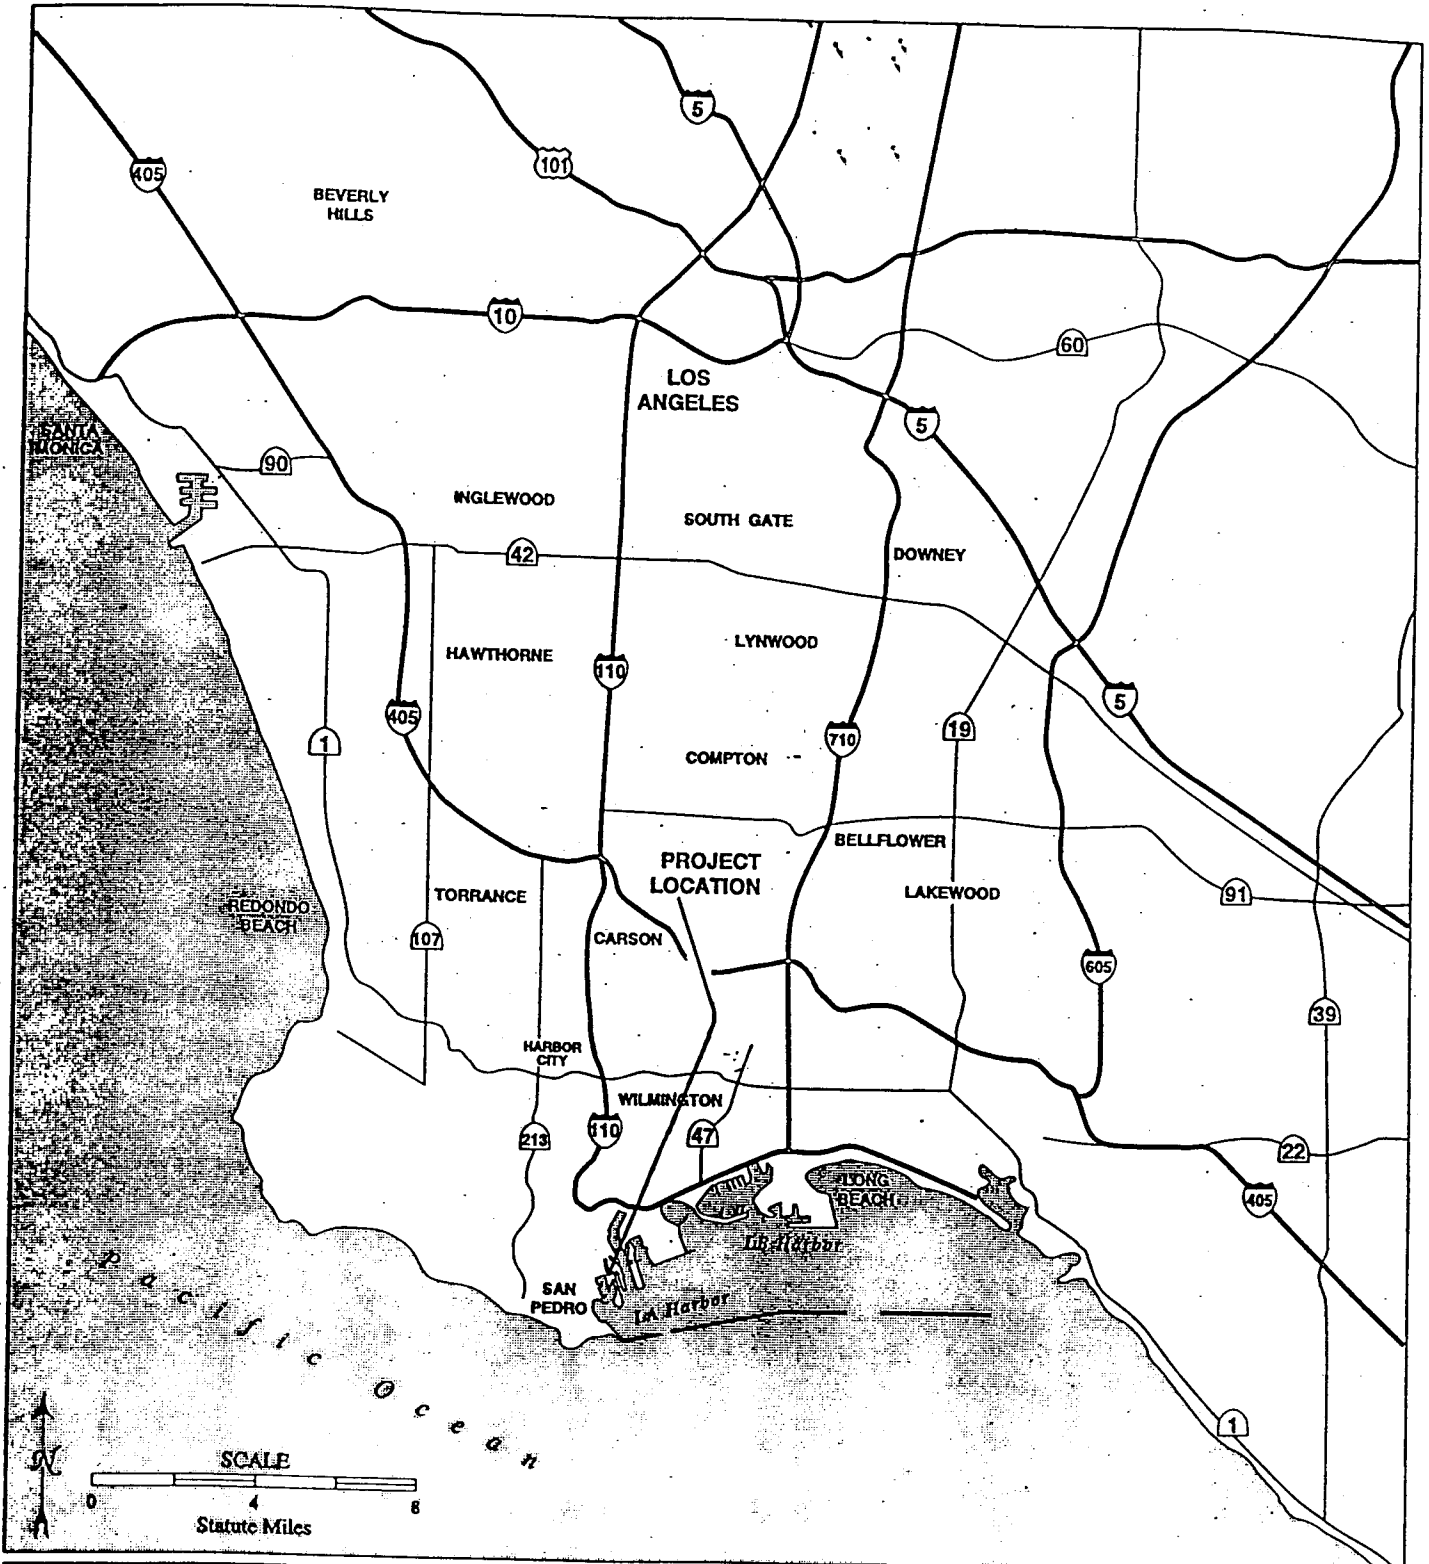 5
101
405
BEVERLY
HILLS
10
60
LOS
ANGELES
5
SANTA
MONICA
90
INGLEWOOD
SOUTH GATE
42
DOWNEY
LYNWOOD
HAWTHORNE
110
405
5
1
710
19
COMPTON
BELLFLOWER
PROJECT
LOCATION
TORRANCE
LAKEWOOD
91
REDONDO
BEACH
107
CARSON
605
39
HARBOR
CITY
WILMINGTON
213
110
47
22
LONG
BEACH
405
LB Harbor
SAN
PEDRO
LA Harbor
Pacific Ocean
1
N
SCALE
0 4 8
Statute Miles